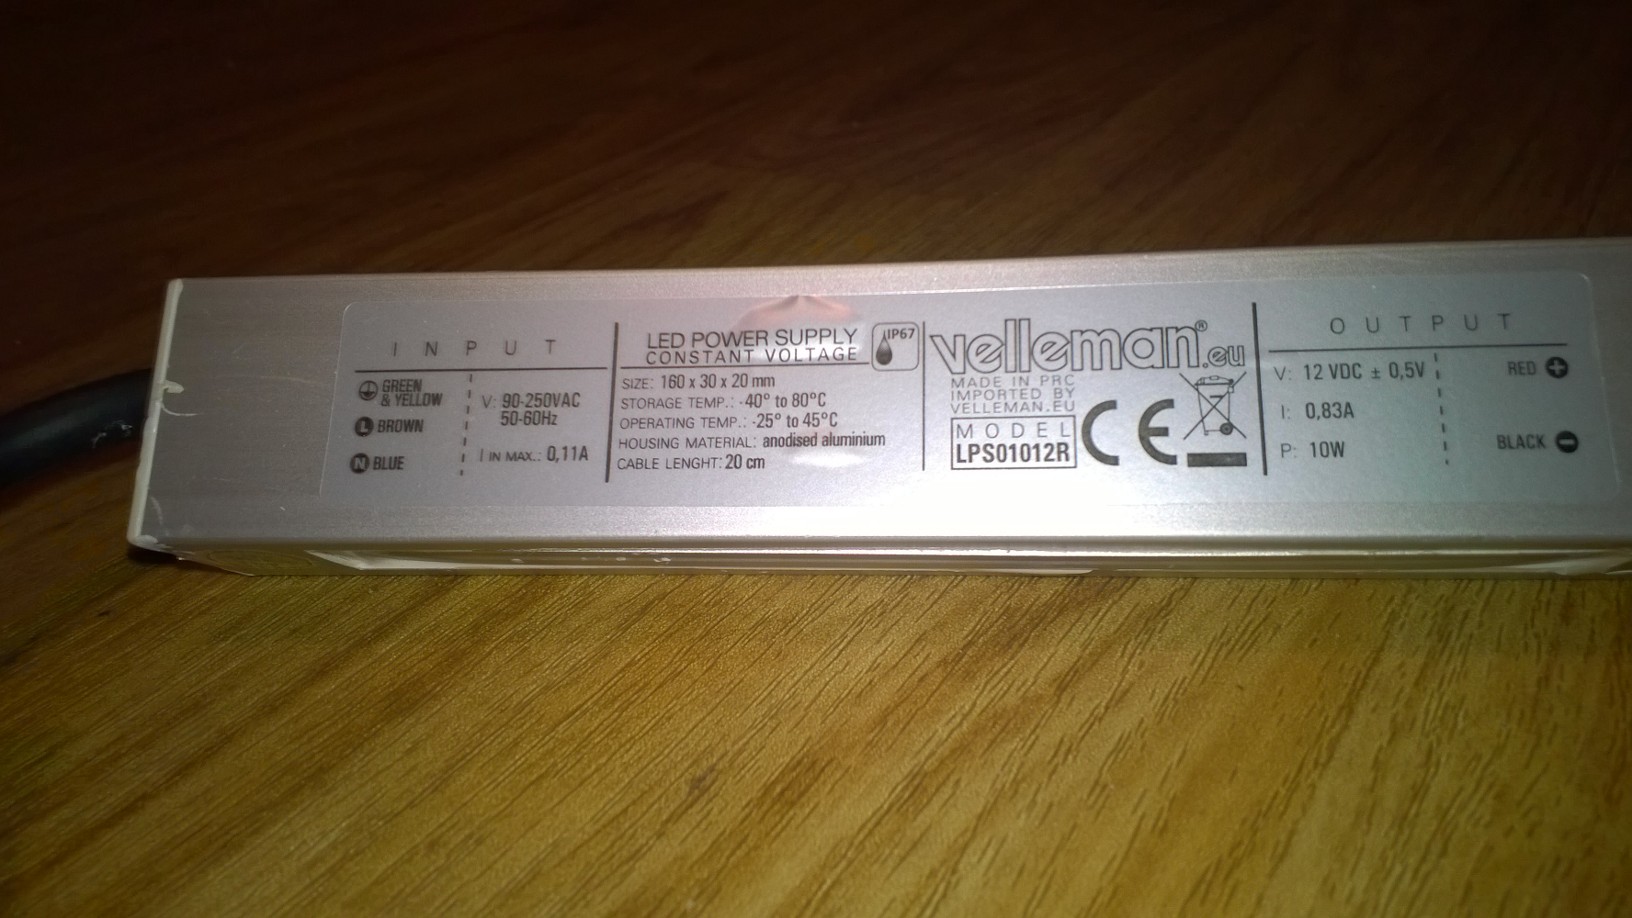 INPUT
GREEN
& YELLOW
L BROWN
N BLUE
V: 90-250VAC
50-60Hz
I IN MAX.: 0,11A
LED POWER SUPPLY
CONSTANT VOLTAGE
IP67
SIZE: 160 x 30 x 20 mm
STORAGE TEMP.: -40° to 80°C
OPERATING TEMP.: -25° to 45°C
HOUSING MATERIAL: anodised aluminium
CABLE LENGHT: 20 cm
velleman®.eu
MADE IN PRC
IMPORTED BY
VELLEMAN.EU
MODEL
LPS01012R
CE
OUTPUT
V: 12 VDC ± 0,5V
I: 0,83A
P: 10W
RED +
BLACK -